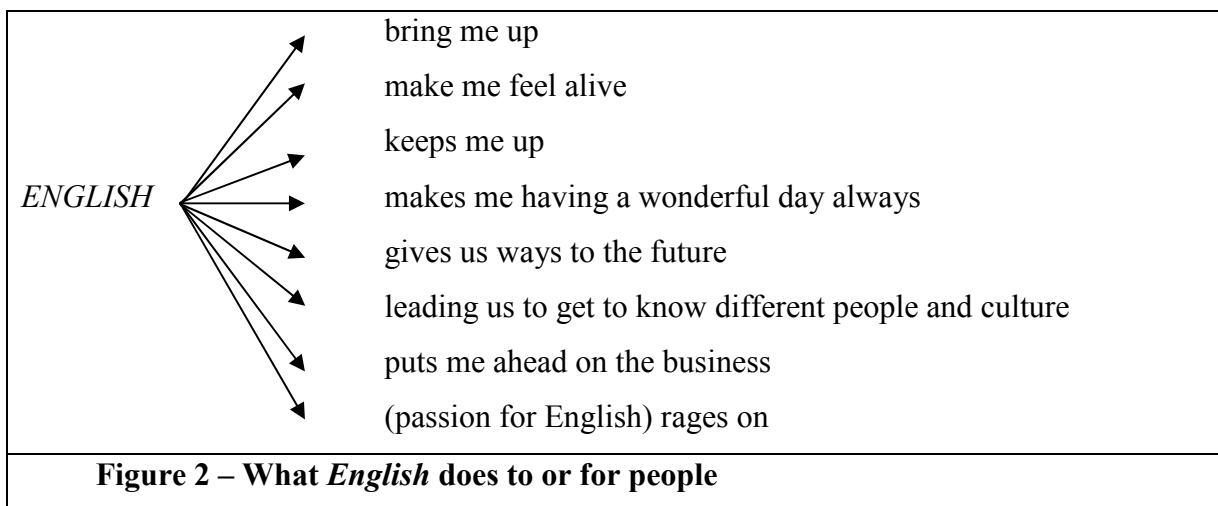 bring me up
make me feel alive
keeps me up
ENGLISH makes me having a wonderful day always
gives us ways to the future
leading us to get to know different people and culture
puts me ahead on the business
(passion for English) rages on
Figure 2 – What English does to or for people